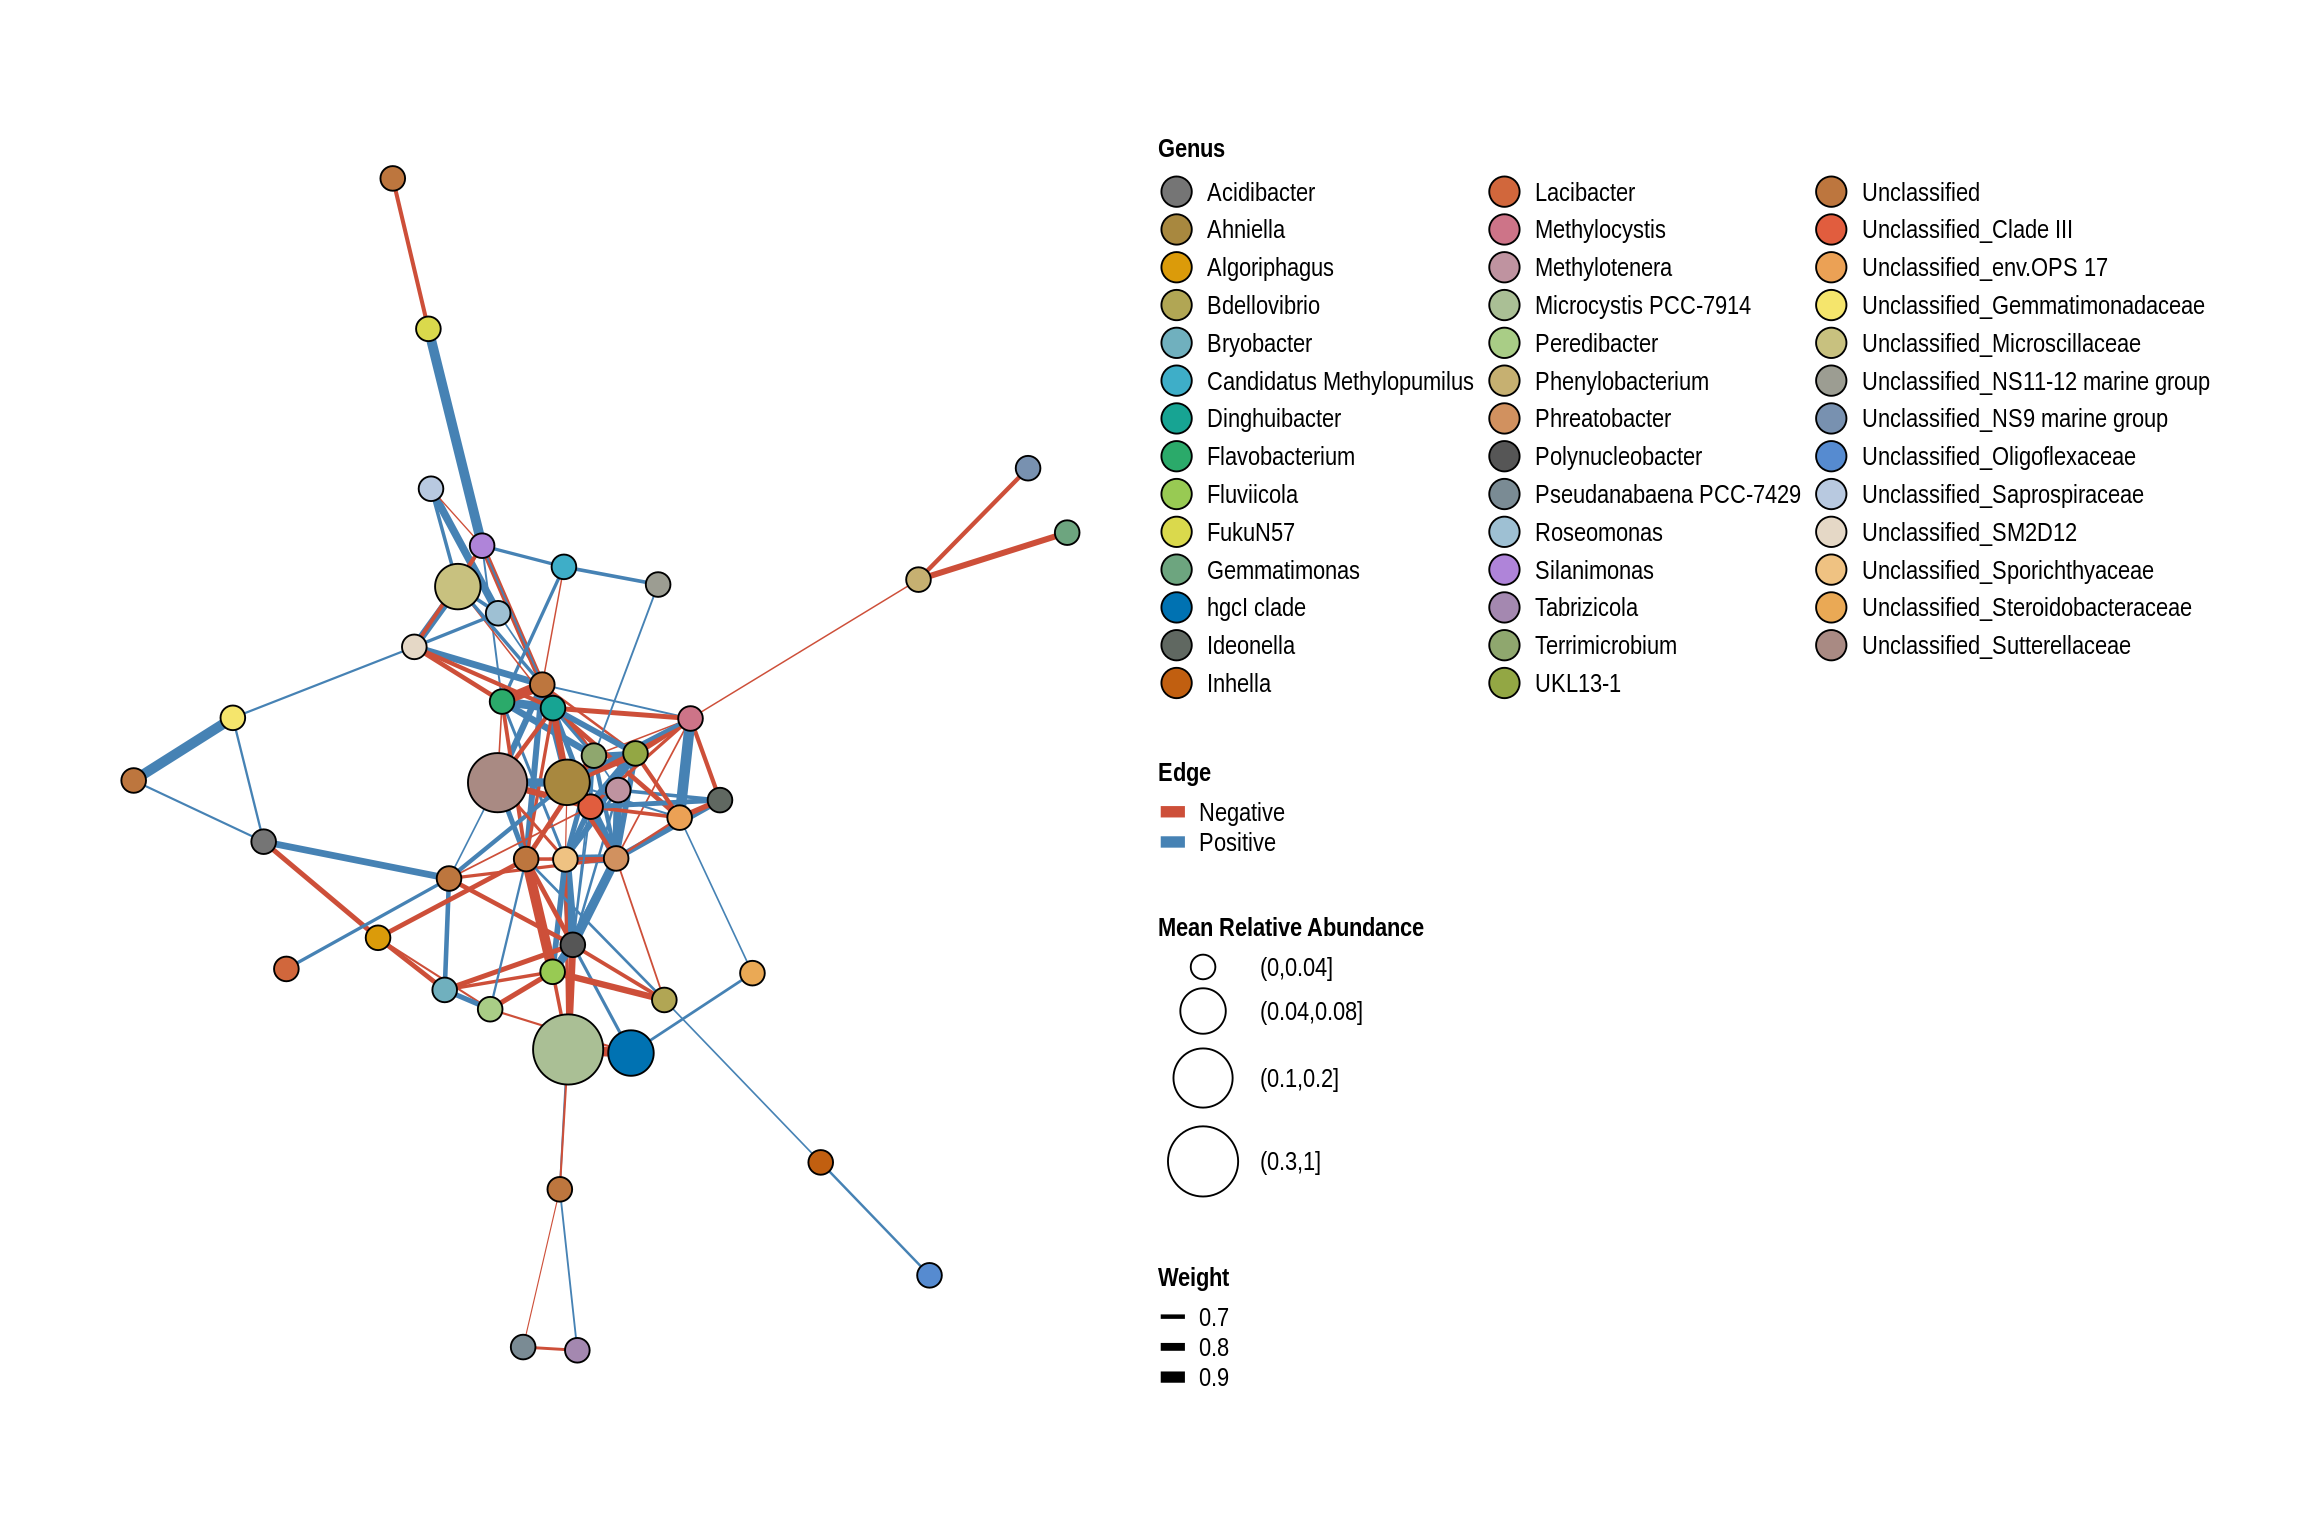 Genus
Acidibacter
Ahniella
Algoriphagus
Bdellovibrio
Bryobacter
Candidatus Methylopumilus
Dinghuibacter
Flavobacterium
Fluviicola
FukuN57
Gemmatimonas
hgcI clade
Ideonella
Inhella
Lacibacter
Methylocystis
Methylotenera
Microcystis PCC-7914
Peredibacter
Phenylobacterium
Phreatobacter
Polynucleobacter
Pseudanabaena PCC-7429
Roseomonas
Silanimonas
Tabrizicola
Terrimicrobium
UKL13-1
Unclassified
Unclassified_Clade III
Unclassified_env.OPS 17
Unclassified_Gemmatimonadaceae
Unclassified_Microscillaceae
Unclassified_NS11-12 marine group
Unclassified_NS9 marine group
Unclassified_Oligoflexaceae
Unclassified_Saprospiraceae
Unclassified_SM2D12
Unclassified_Sporichthyaceae
Unclassified_Steroidobacteraceae
Unclassified_Sutterellaceae
Edge
Negative
Positive
Mean Relative Abundance
(0,0.04]
(0.04,0.08]
(0.1,0.2]
(0.3,1]
Weight
0.7
0.8
0.9